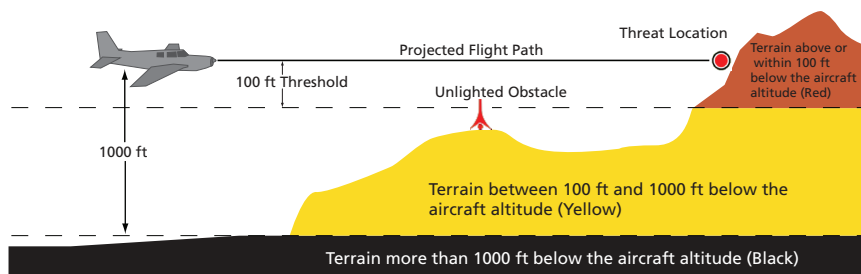 Threat Location
Projected Flight Path
100 ft Threshold
Terrain above or
within 100 ft
below the aircraft
altitude (Red)
Unlighted Obstacle
1000 ft
Terrain between 100 ft and 1000 ft below the
aircraft altitude (Yellow)
Terrain more than 1000 ft below the aircraft altitude (Black)